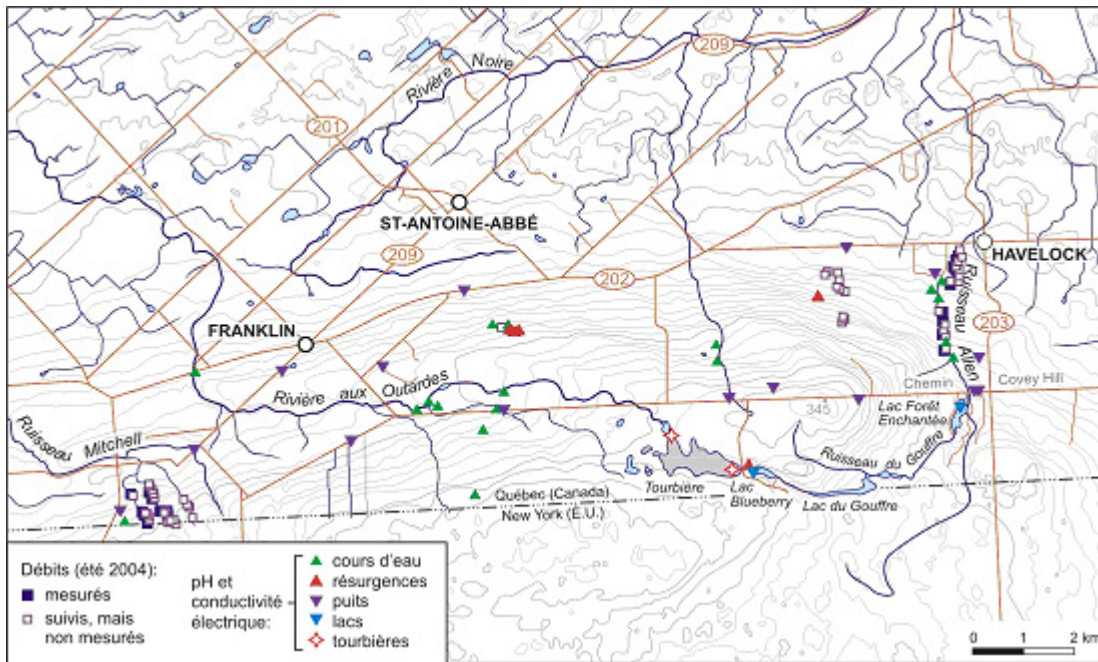 209
Rivière Noire
201
ST-ANTOINE-ABBÉ
209
202
HAVELOCK
Ruisseau Allen
203
FRANKLIN
Rivière aux Outardes
Chemin Covey Hill
345
Lac Forêt
Enchantée
Ruisseau du Gouffre
Ruisseau Mitchell
Tourbière
Lac
Blueberry
Lac du Gouffre
Québec (Canada)
New York (É.U.)
Débits (été 2004):
mesurés
suivis, mais
non mesurés
pH et
conductivité
électrique:
cours d'eau
résurgences
puits
lacs
tourbières
0 1 2 km